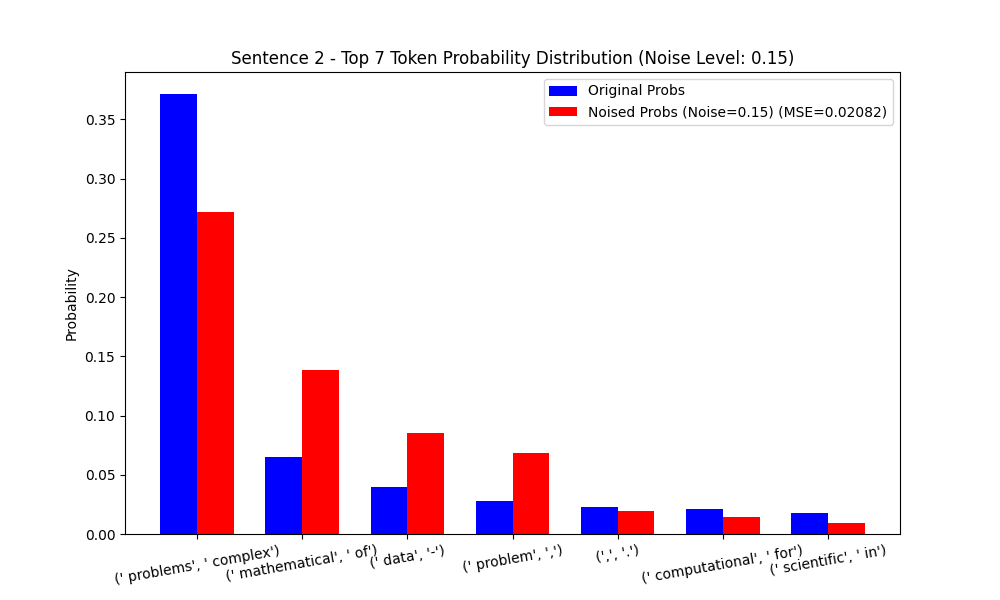 Sentence 2 - Top 7 Token Probability Distribution (Noise Level: 0.15)
Original Probs
Noised Probs (Noise=0.15) (MSE=0.02082)
Probability
0.35
0.30
0.25
0.20
0.15
0.10
0.05
0.00
(' problems', ' complex')
(' mathematical', ' of')
(' data', '-')
(' problem', ',')
(',', '.')
(' computational', ' for')
(' scientific', ' in')